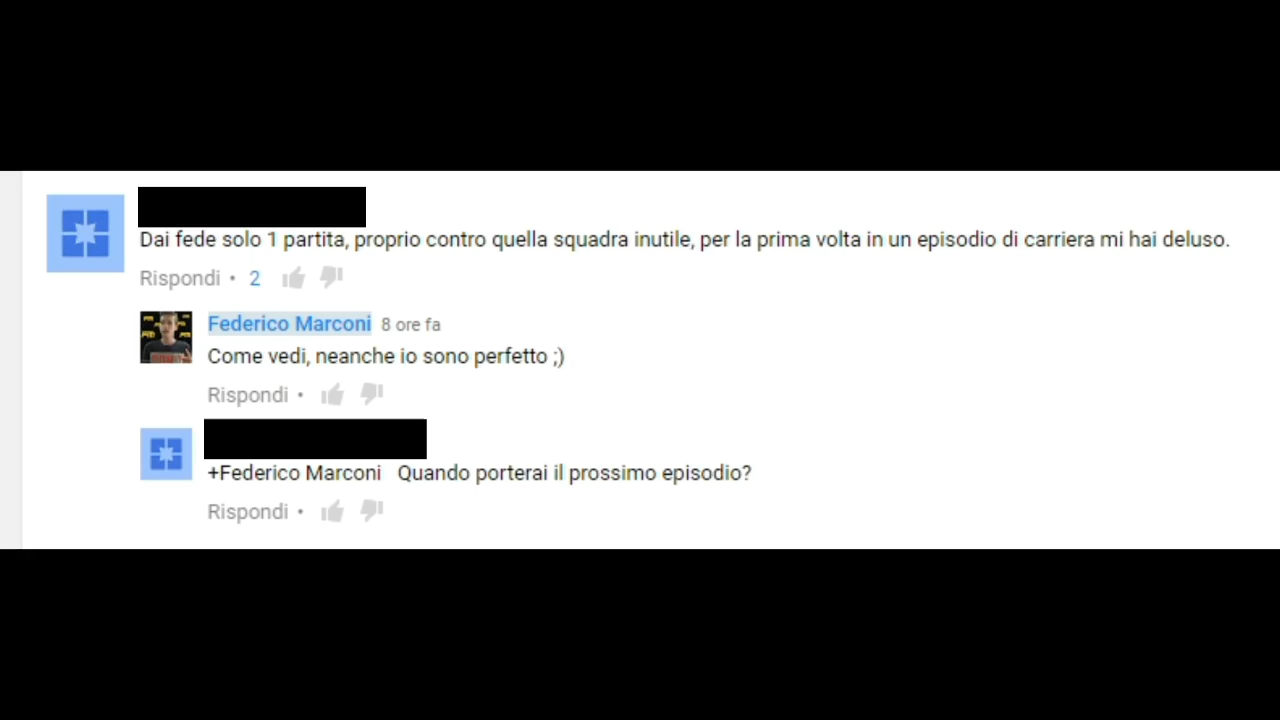 Dai fede solo 1 partita, proprio contro quella squadra inutile, per la prima volta in un episodio di carriera mi hai deluso.
Rispondi • 2
Federico Marconi 8 ore fa
Come vedi, neanche io sono perfetto ;)
Rispondi •
+Federico Marconi Quando porterai il prossimo episodio?
Rispondi •